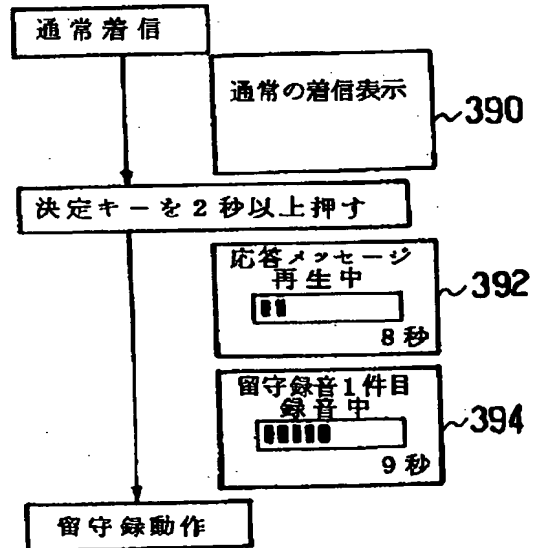 通常着信
通常の着信表示
390
決定キーを2秒以上押す
応答メッセージ
再生中
392
8秒
留守録音1件目
録音中
394
9秒
留守録動作